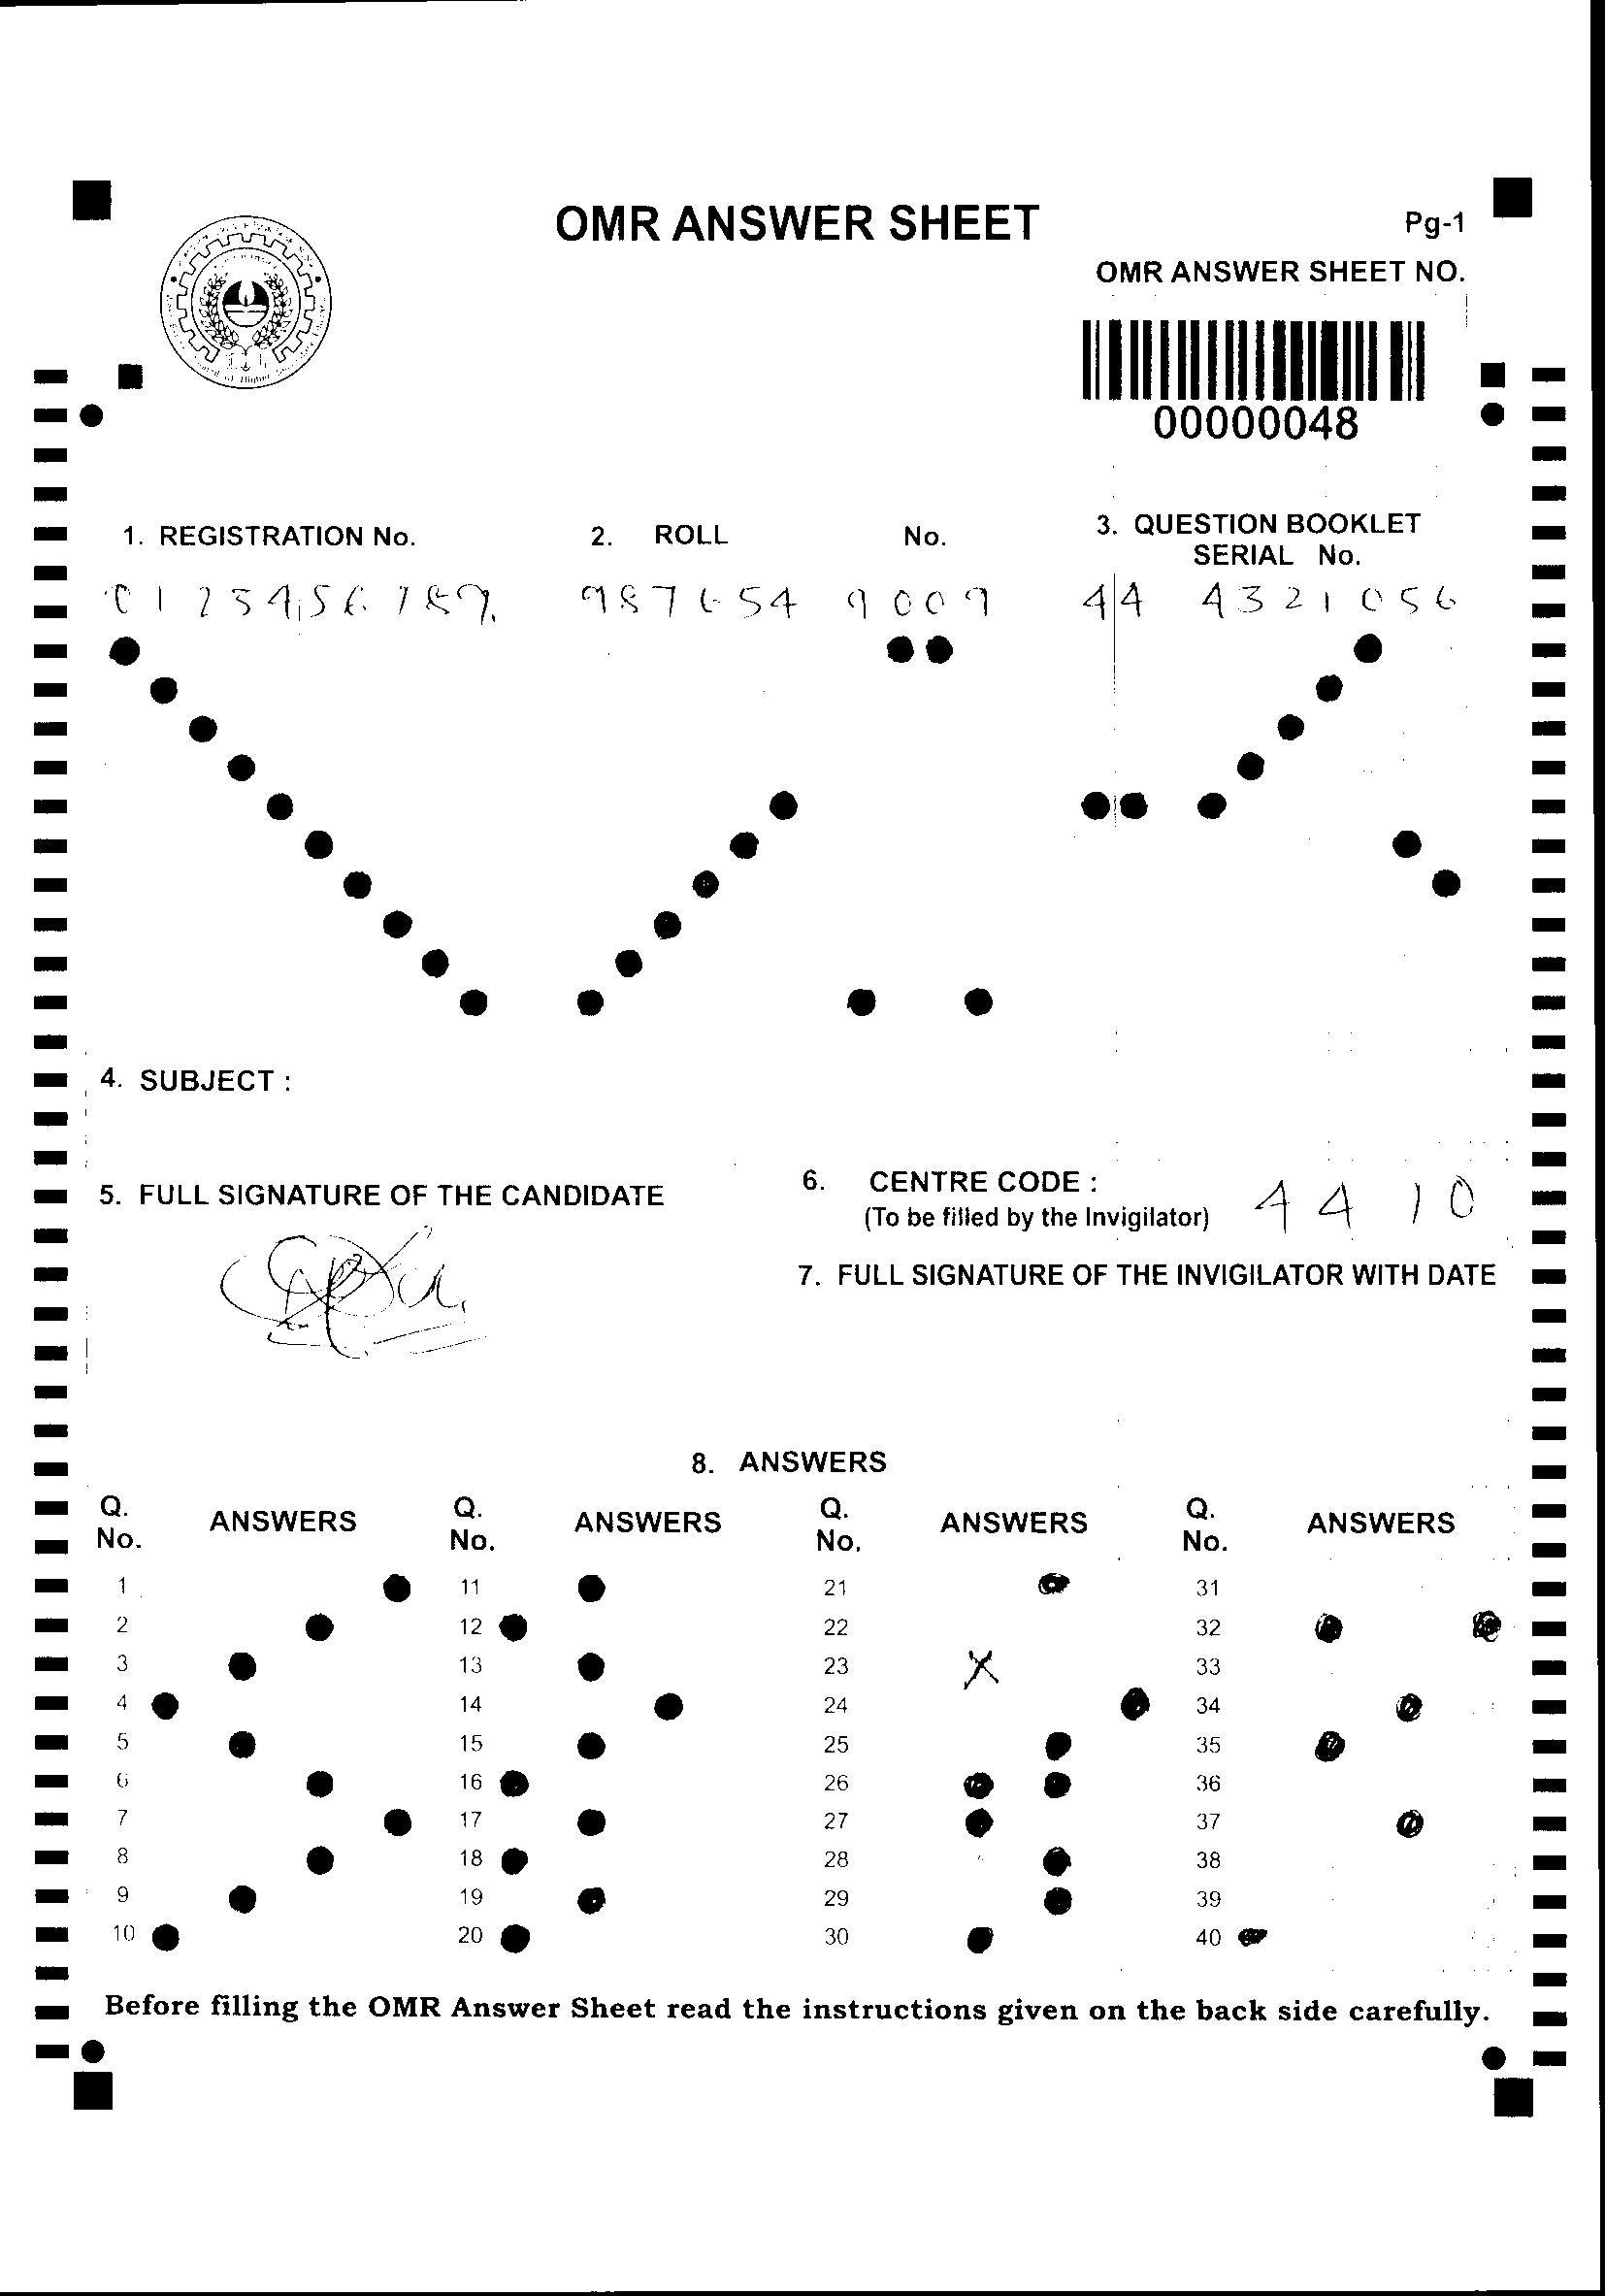 OMR ANSWER SHEET
Pg-1
OMR ANSWER SHEET NO.
00000048
1. REGISTRATION No.
2. ROLL No.
3. QUESTION BOOKLET
SERIAL No.
0123456789
987654 9009
44 4321056
4. SUBJECT :
5. FULL SIGNATURE OF THE CANDIDATE
6. CENTRE CODE :
(To be filled by the Invigilator)
44 10
7. FULL SIGNATURE OF THE INVIGILATOR WITH DATE
8. ANSWERS
Q. No. ANSWERS Q. No. ANSWERS Q. No. ANSWERS Q. No. ANSWERS
1 11 21 31
2 12 22 32
3 13 23 33
4 14 24 34
5 15 25 35
6 16 26 36
7 17 27 37
8 18 28 38
9 19 29 39
10 20 30 40
Before filling the OMR Answer Sheet read the instructions given on the back side carefully.